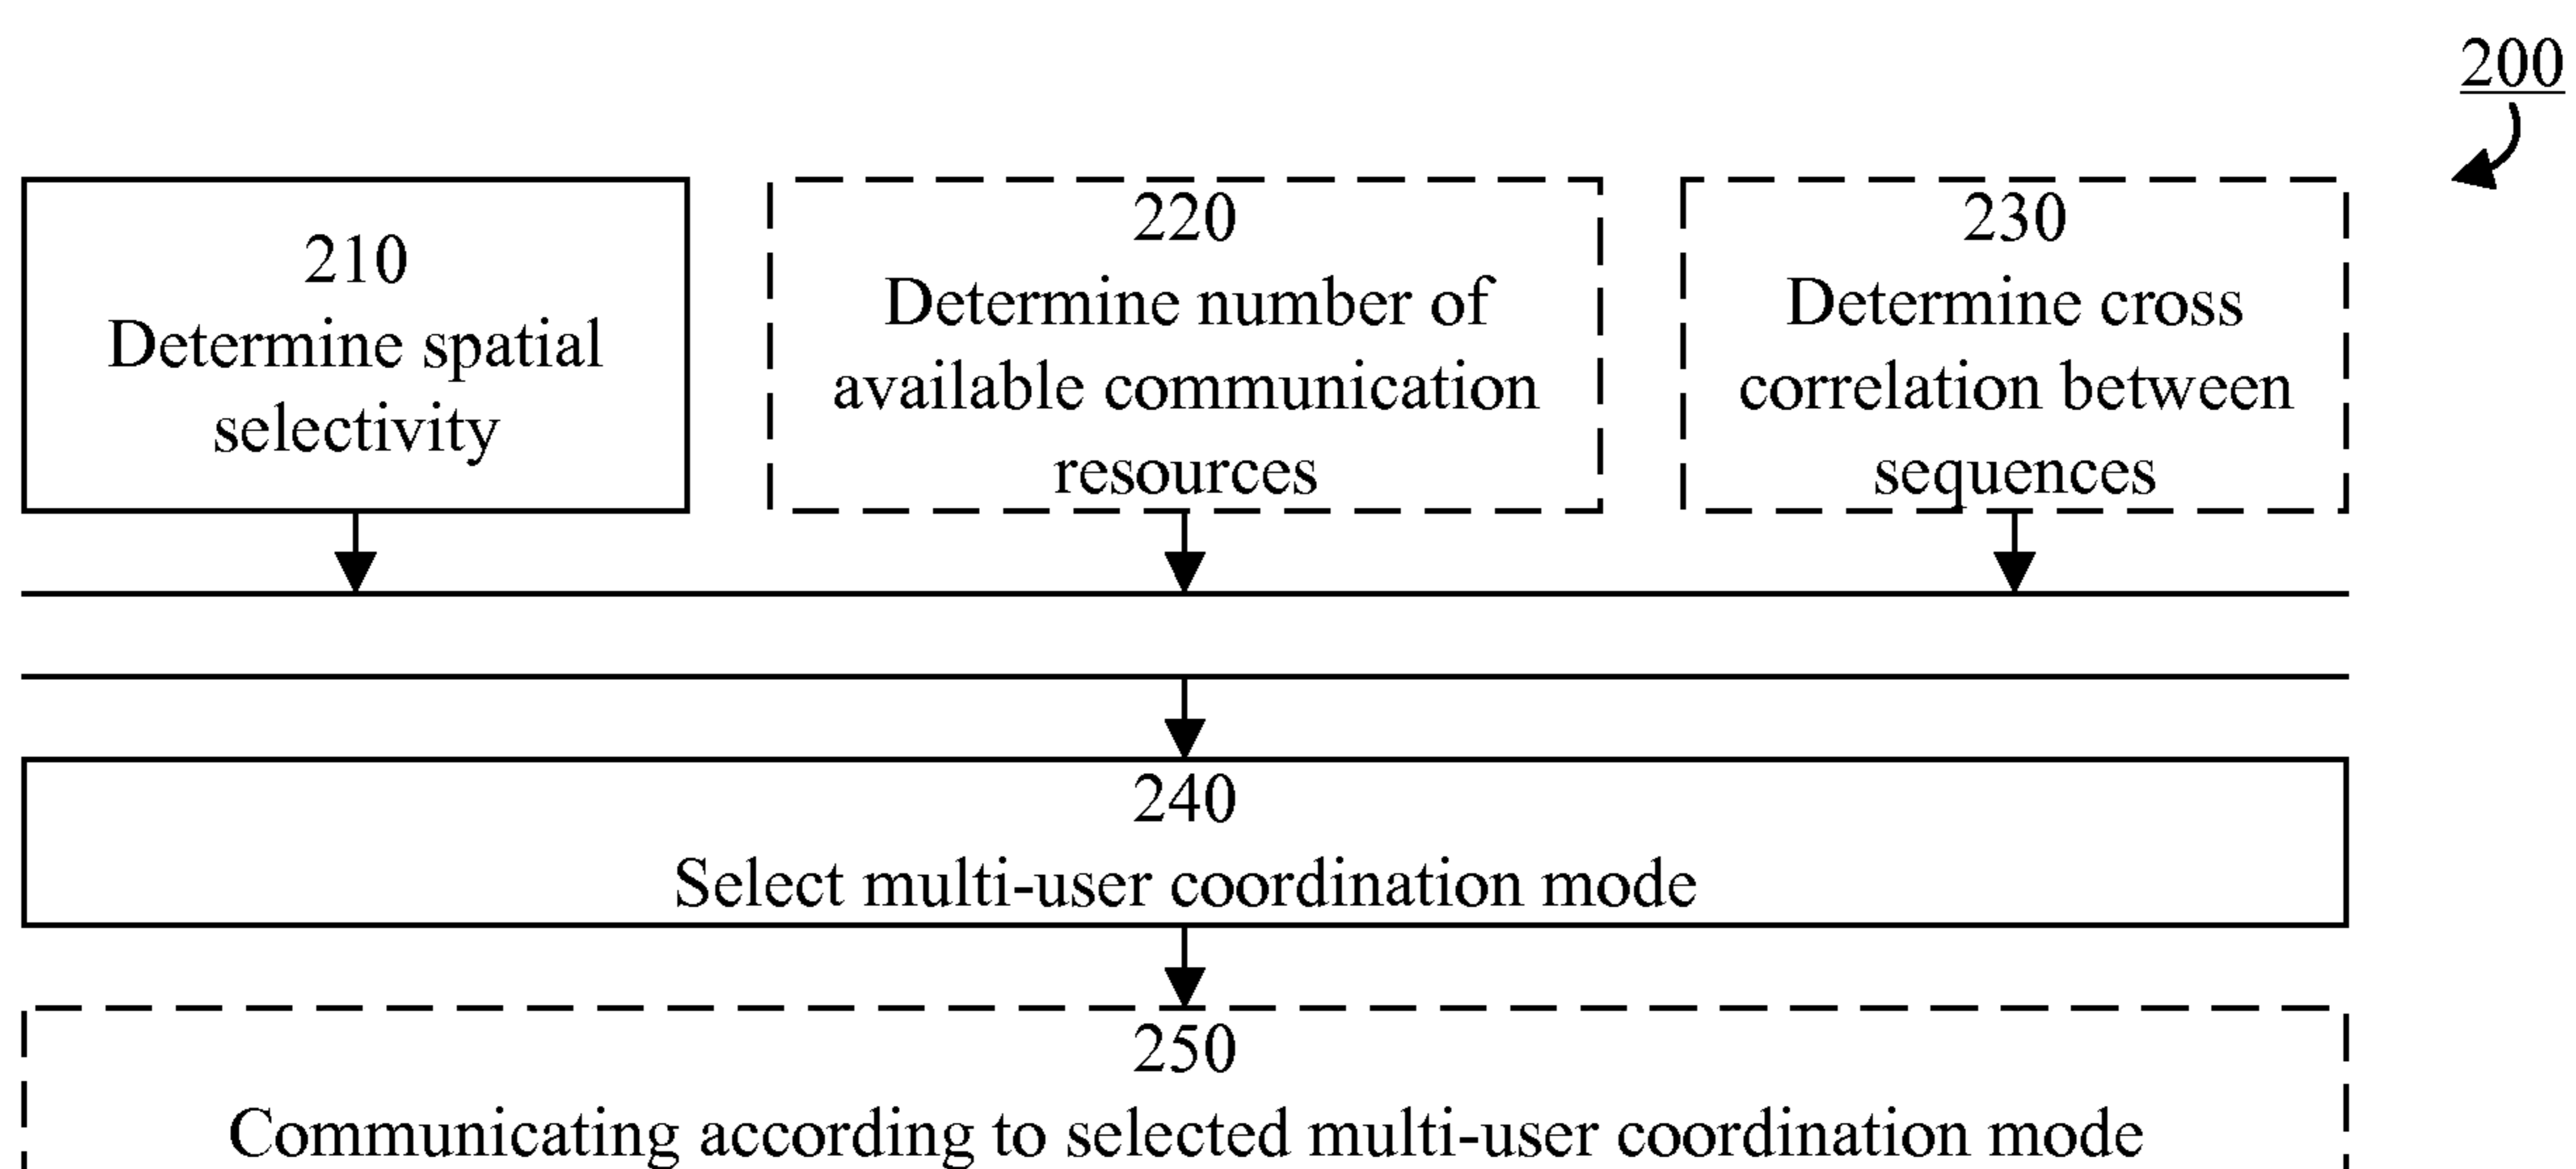 200
210
Determine spatial
selectivity
220
Determine number of
available communication
resources
230
Determine cross
correlation between
sequences
240
Select multi-user coordination mode
250
Communicating according to selected multi-user coordination mode